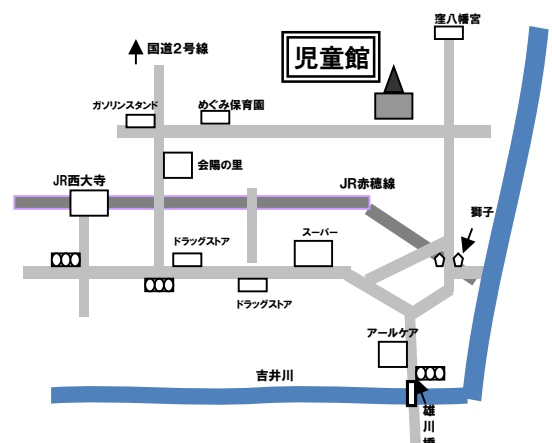 窪八幡宮
国道2号線
児童館
ガソリンスタンド
めぐみ保育園
会陽の里
JR西大寺
JR赤穂線
獅子
ドラッグストア
スーパー
ドラッグストア
アールケア
吉井川
雄川橋